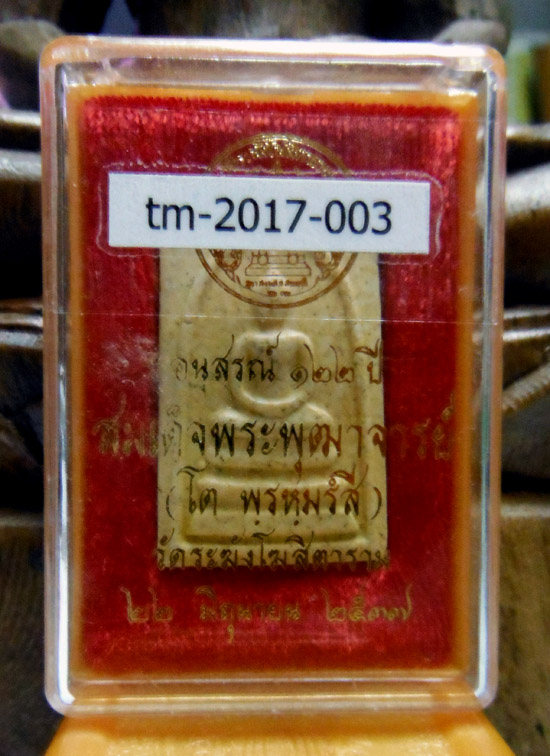 tm-2017-003
อนุสรณ์ ๑๒๒ ปี
สมเด็จพระพุฒาจารย์
(โต พฺรหฺมรํสี)
วัดระฆังโฆสิตาราม
๒๒ มิถุนายน ๒๕๓๗